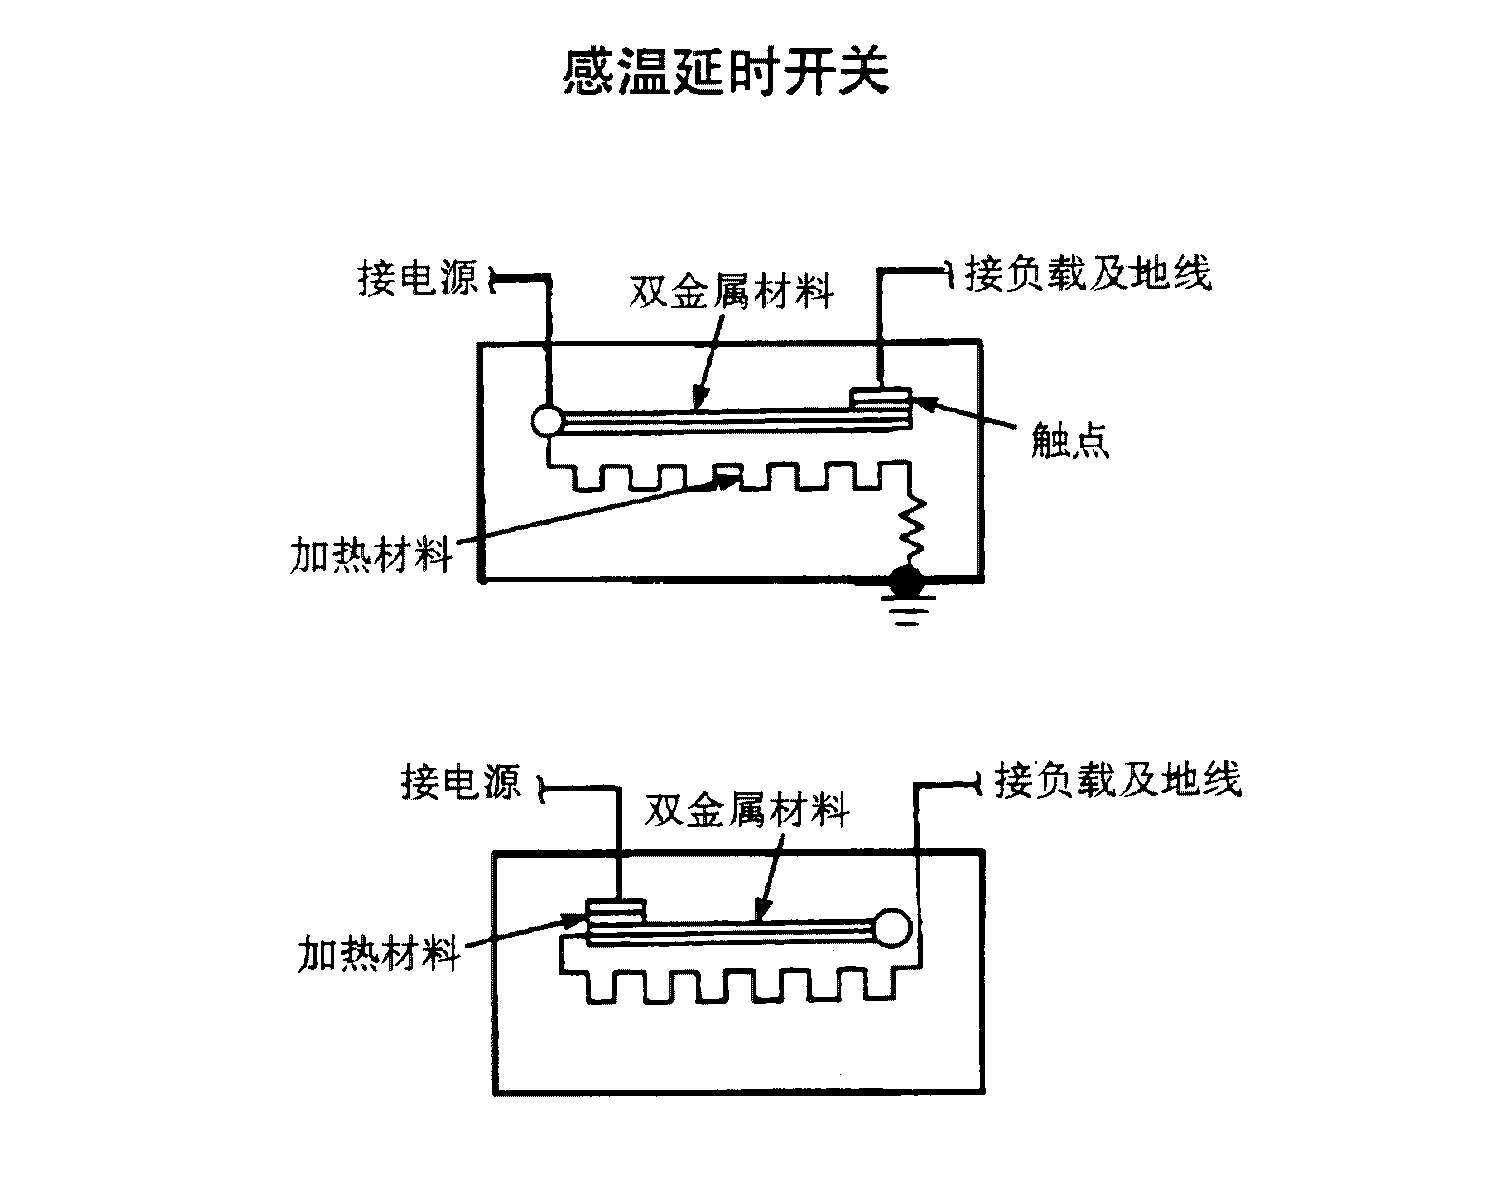 感温延时开关
接电源
双金属材料
接负载及地线
触点
加热材料
接电源
双金属材料
接负载及地线
加热材料